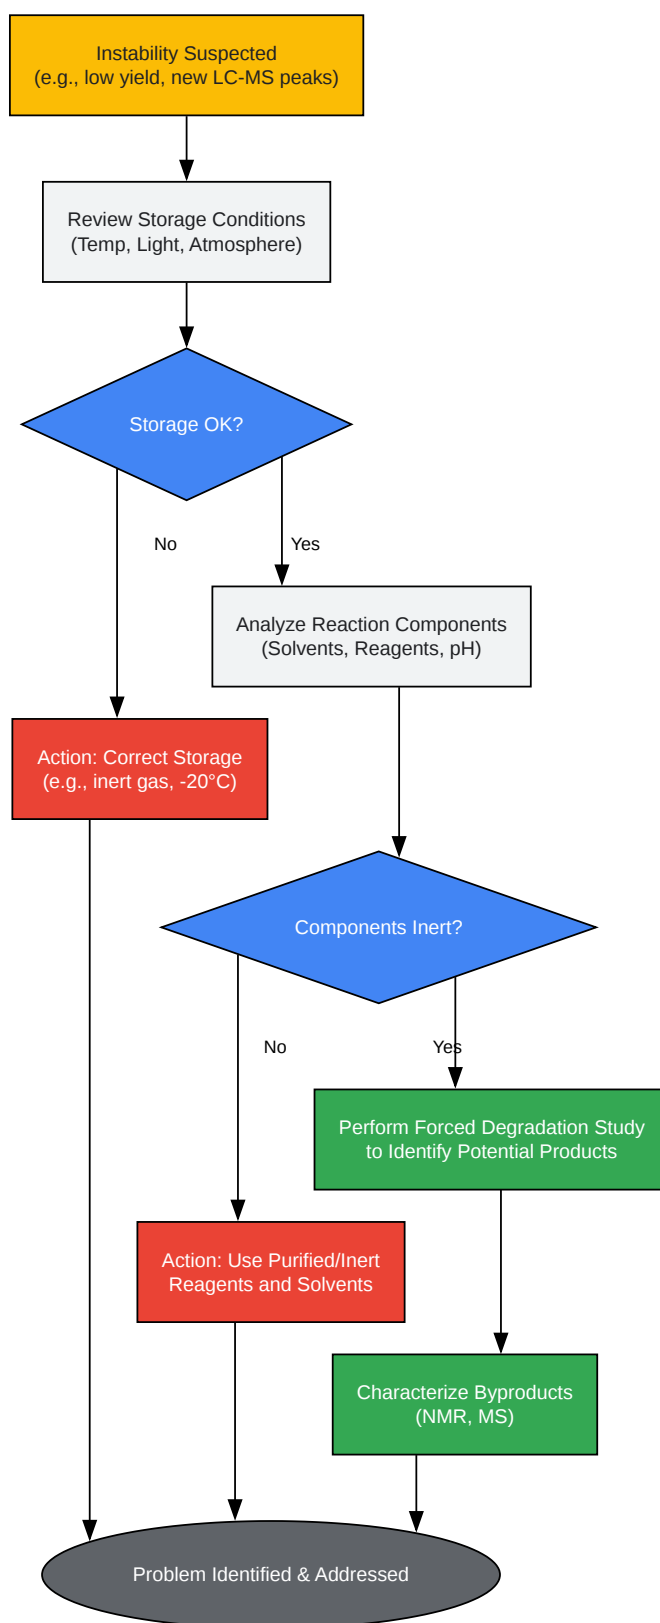 Instability Suspected
(e.g., low yield, new LC-MS peaks)
Review Storage Conditions
(Temp, Light, Atmosphere)
Storage OK?
No
Yes
Analyze Reaction Components
(Solvents, Reagents, pH)
Action: Correct Storage
(e.g., inert gas, -20°C)
Components Inert?
No
Yes
Perform Forced Degradation Study
to Identify Potential Products
Action: Use Purified/Inert
Reagents and Solvents
Characterize Byproducts
(NMR, MS)
Problem Identified & Addressed